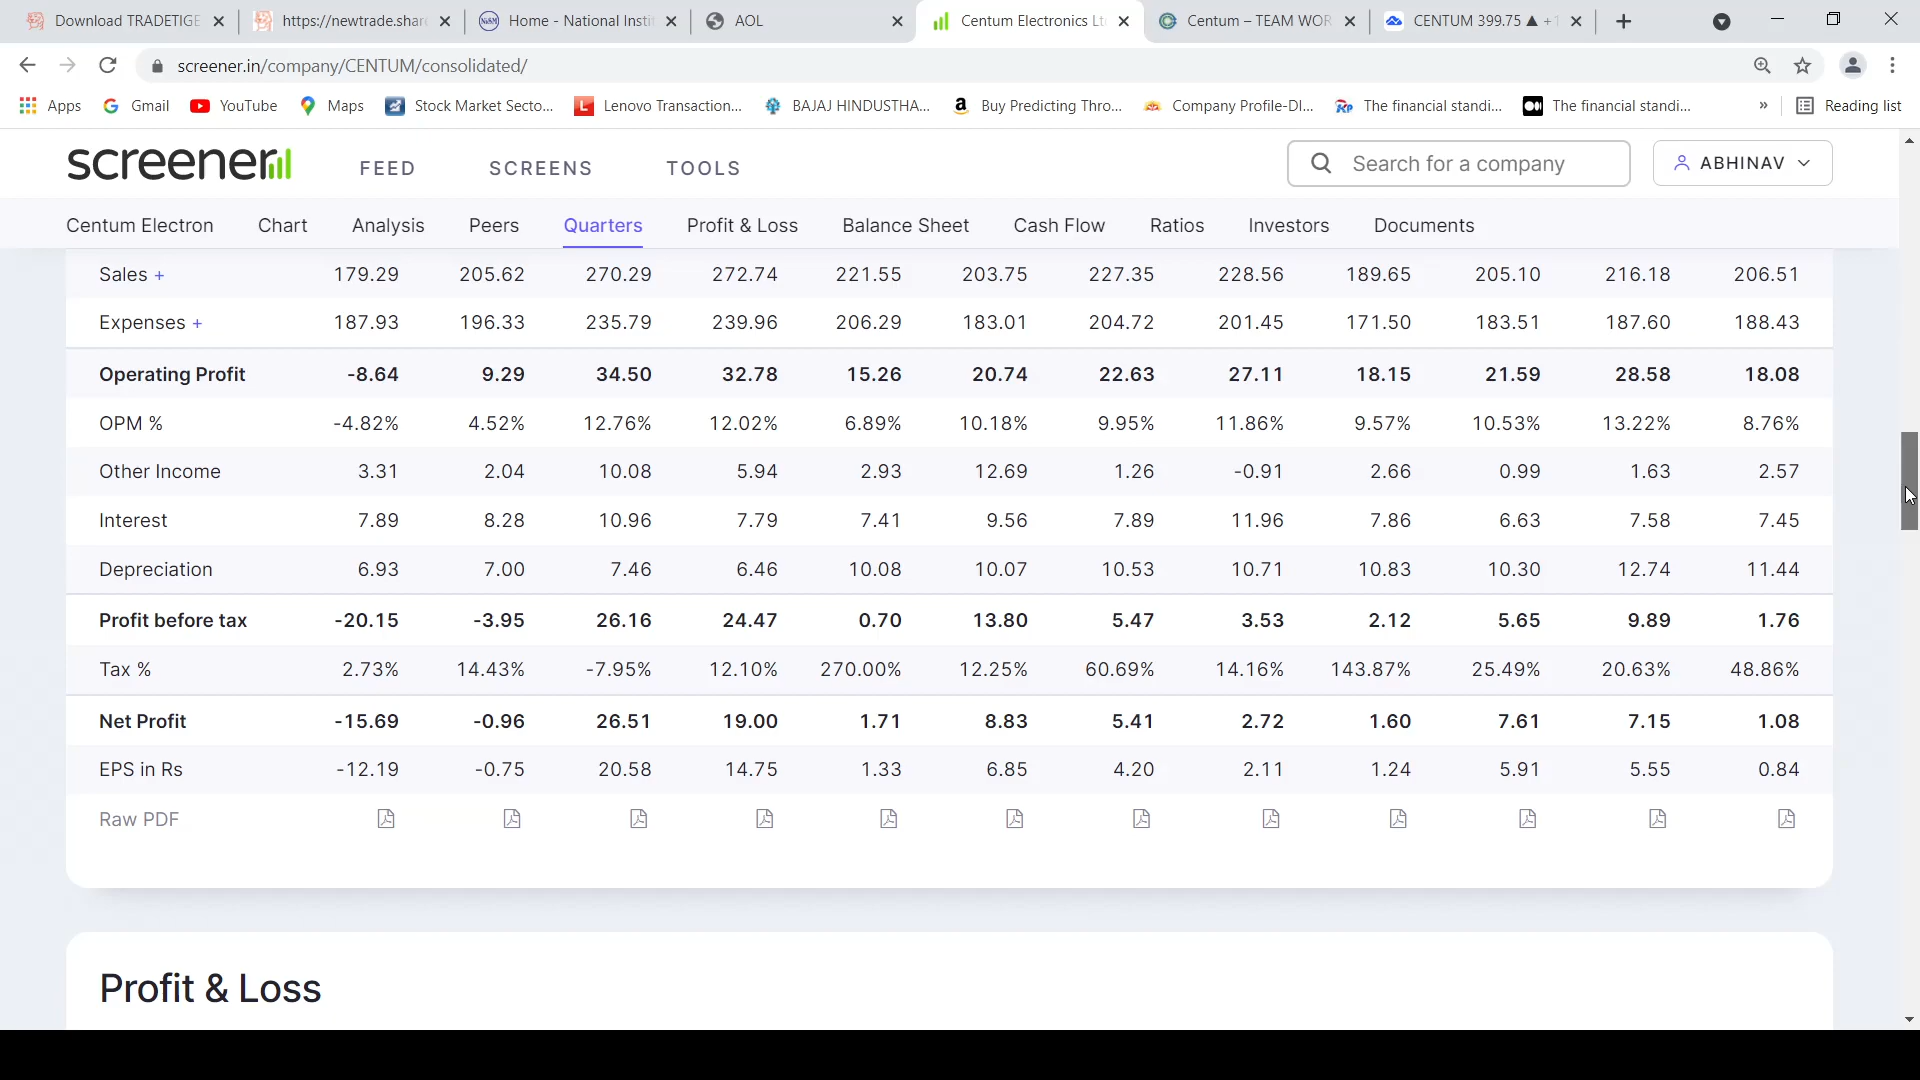 Download TRADETIGE
https://newtrade.shar
Home - National Instit
AOL
Centum Electronics Lt
Centum – TEAM WOR
CENTUM 399.75 ▲ +1
screener.in/company/CENTUM/consolidated/
Apps Gmail YouTube Maps Stock Market Secto... Lenovo Transaction... BAJAJ HINDUSTHA... Buy Predicting Thro... Company Profile-DI... The financial standi... The financial standi... » Reading list
screener FEED SCREENS TOOLS Search for a company ABHINAV
Centum Electron Chart Analysis Peers Quarters Profit & Loss Balance Sheet Cash Flow Ratios Investors Documents
Sales + 179.29 205.62 270.29 272.74 221.55 203.75 227.35 228.56 189.65 205.10 216.18 206.51
Expenses + 187.93 196.33 235.79 239.96 206.29 183.01 204.72 201.45 171.50 183.51 187.60 188.43
Operating Profit -8.64 9.29 34.50 32.78 15.26 20.74 22.63 27.11 18.15 21.59 28.58 18.08
OPM % -4.82% 4.52% 12.76% 12.02% 6.89% 10.18% 9.95% 11.86% 9.57% 10.53% 13.22% 8.76%
Other Income 3.31 2.04 10.08 5.94 2.93 12.69 1.26 -0.91 2.66 0.99 1.63 2.57
Interest 7.89 8.28 10.96 7.79 7.41 9.56 7.89 11.96 7.86 6.63 7.58 7.45
Depreciation 6.93 7.00 7.46 6.46 10.08 10.07 10.53 10.71 10.83 10.30 12.74 11.44
Profit before tax -20.15 -3.95 26.16 24.47 0.70 13.80 5.47 3.53 2.12 5.65 9.89 1.76
Tax % 2.73% 14.43% -7.95% 12.10% 270.00% 12.25% 60.69% 14.16% 143.87% 25.49% 20.63% 48.86%
Net Profit -15.69 -0.96 26.51 19.00 1.71 8.83 5.41 2.72 1.60 7.61 7.15 1.08
EPS in Rs -12.19 -0.75 20.58 14.75 1.33 6.85 4.20 2.11 1.24 5.91 5.55 0.84
Raw PDF
Profit & Loss